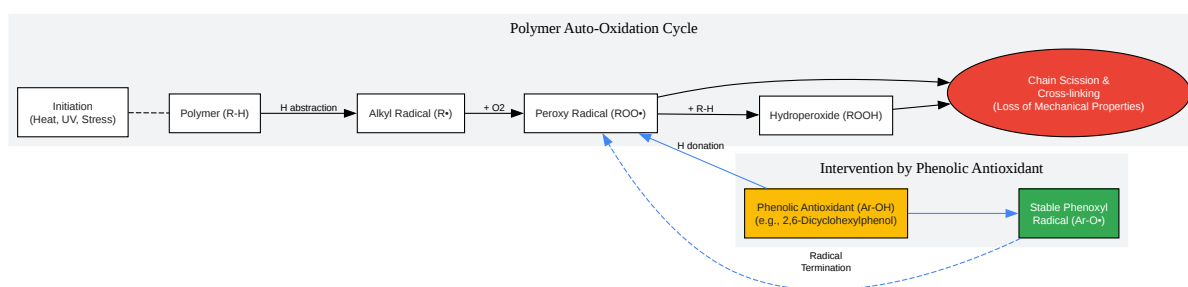 Polymer Auto-Oxidation Cycle
Initiation
(Heat, UV, Stress)
Polymer (R-H)
H abstraction
Alkyl Radical (R•)
+ O2
Peroxy Radical (ROO•)
+ R-H
Hydroperoxide (ROOH)
Chain Scission &
Cross-linking
(Loss of Mechanical Properties)
H donation
Intervention by Phenolic Antioxidant
Phenolic Antioxidant (Ar-OH)
(e.g., 2,6-Dicyclohexylphenol)
Stable Phenoxyl
Radical (Ar-O•)
Radical
Termination